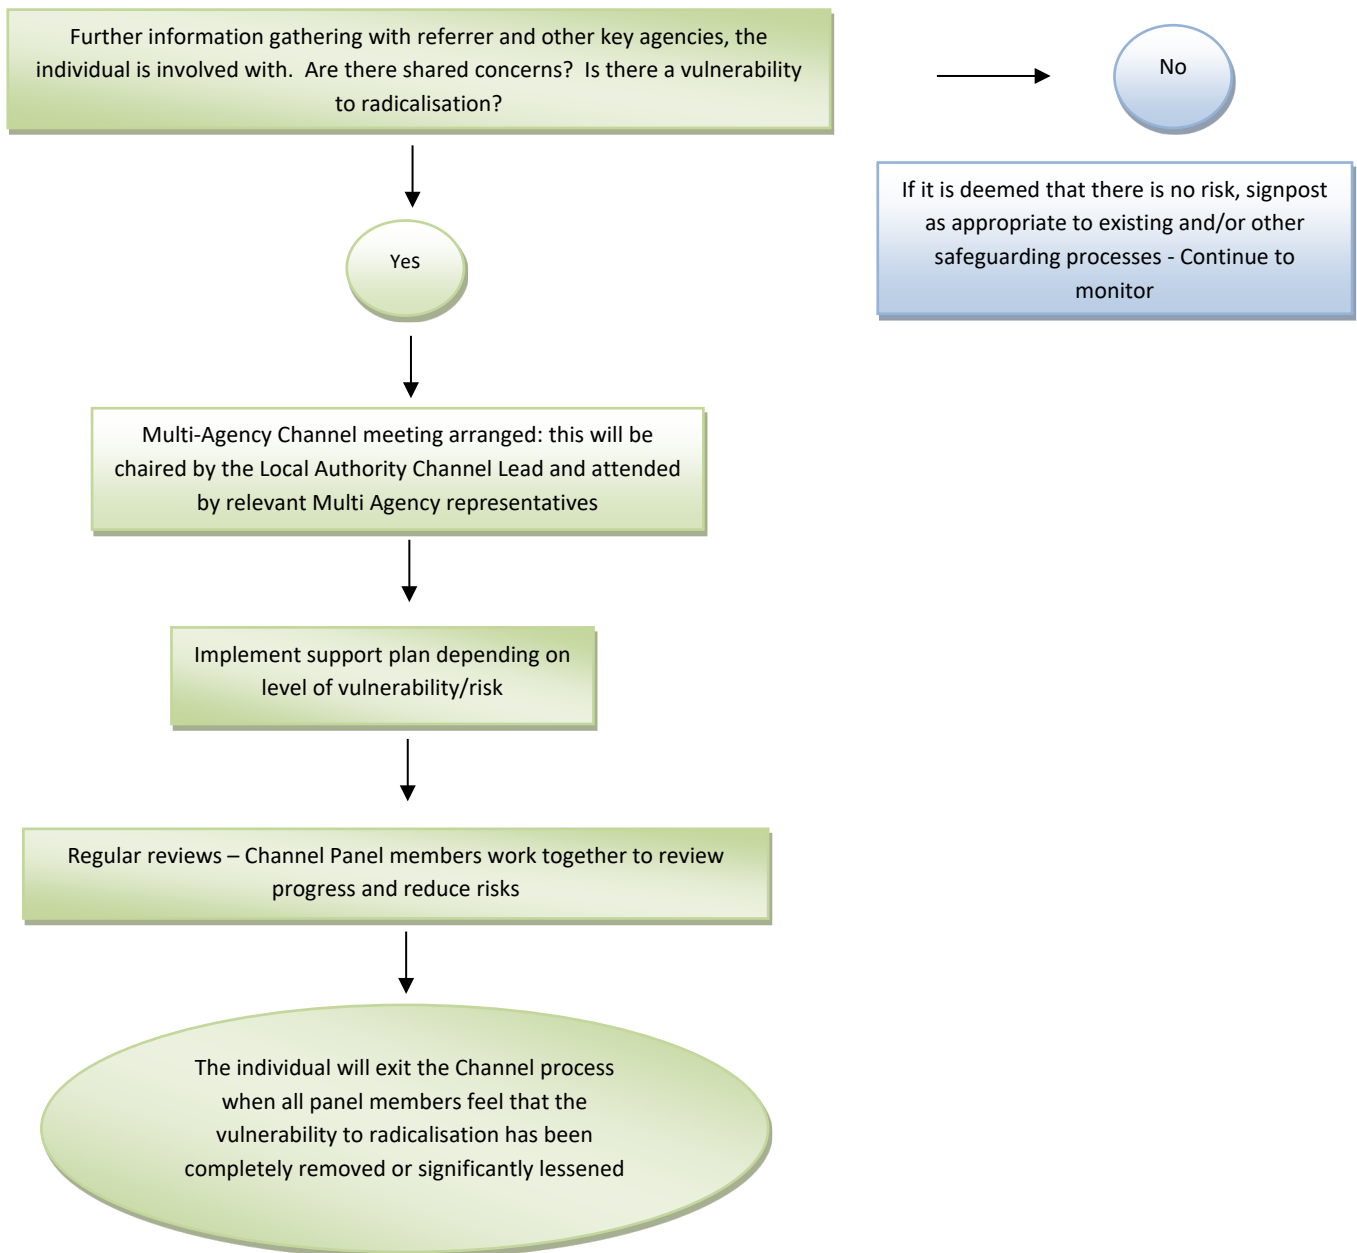 Further information gathering with referrer and other key agencies, the
individual is involved with.  Are there shared concerns?  Is there a vulnerability
to radicalisation?
No
If it is deemed that there is no risk, signpost
as appropriate to existing and/or other
safeguarding processes - Continue to
monitor
Yes
Multi-Agency Channel meeting arranged: this will be
chaired by the Local Authority Channel Lead and attended
by relevant Multi Agency representatives
Implement support plan depending on
level of vulnerability/risk
Regular reviews – Channel Panel members work together to review
progress and reduce risks
The individual will exit the Channel process
when all panel members feel that the
vulnerability to radicalisation has been
completely removed or significantly lessened